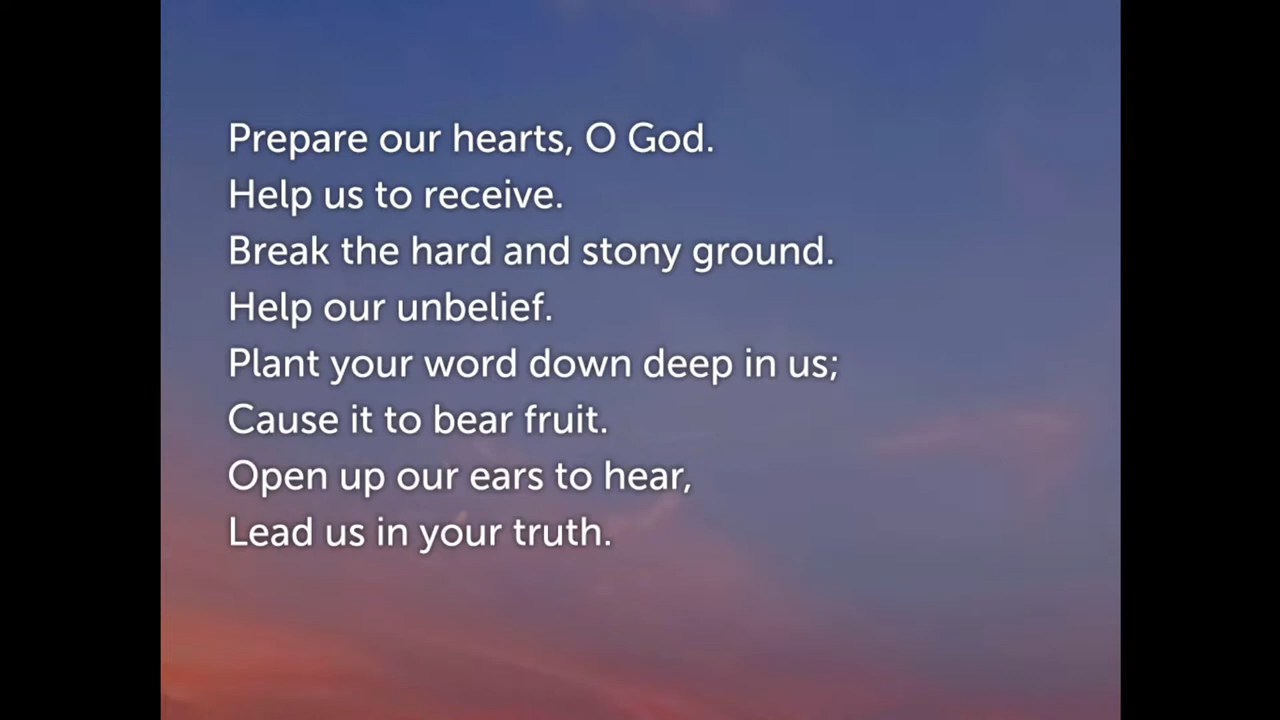 Prepare our hearts, O God.
Help us to receive.
Break the hard and stony ground.
Help our unbelief.
Plant your word down deep in us;
Cause it to bear fruit.
Open up our ears to hear,
Lead us in your truth.